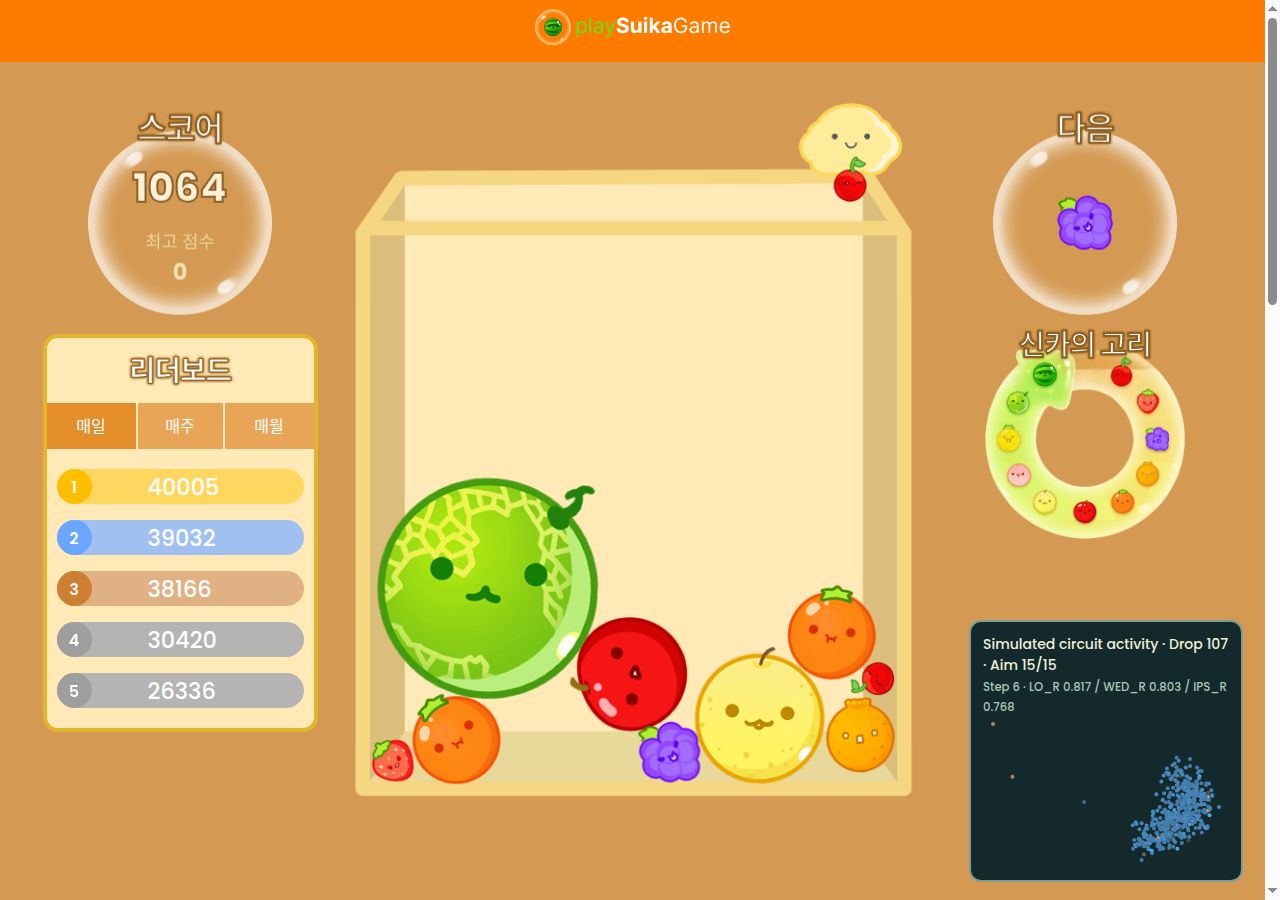 playSuikaGame
스코어
1064
최고 점수
0
다음
신카의 고리
리더보드
매일 매주 매월
1 40005
2 39032
3 38166
4 30420
5 26336
Simulated circuit activity · Drop 107
· Aim 15/15
Step 6 · LO_R 0.817 / WED_R 0.803 / IPS_R
0.768